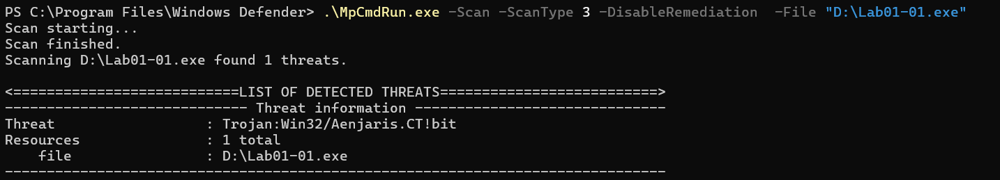 PS C:\Program Files\Windows Defender> .\MpCmdRun.exe -Scan -ScanType 3 -DisableRemediation  -File "D:\Lab01-01.exe"
Scan starting...
Scan finished.
Scanning D:\Lab01-01.exe found 1 threats.
<===========================LIST OF DETECTED THREATS==========================>
----------------------------- Threat information ------------------------------
Threat                  : Trojan:Win32/Aenjaris.CT!bit
Resources               : 1 total
    file                : D:\Lab01-01.exe
-------------------------------------------------------------------------------